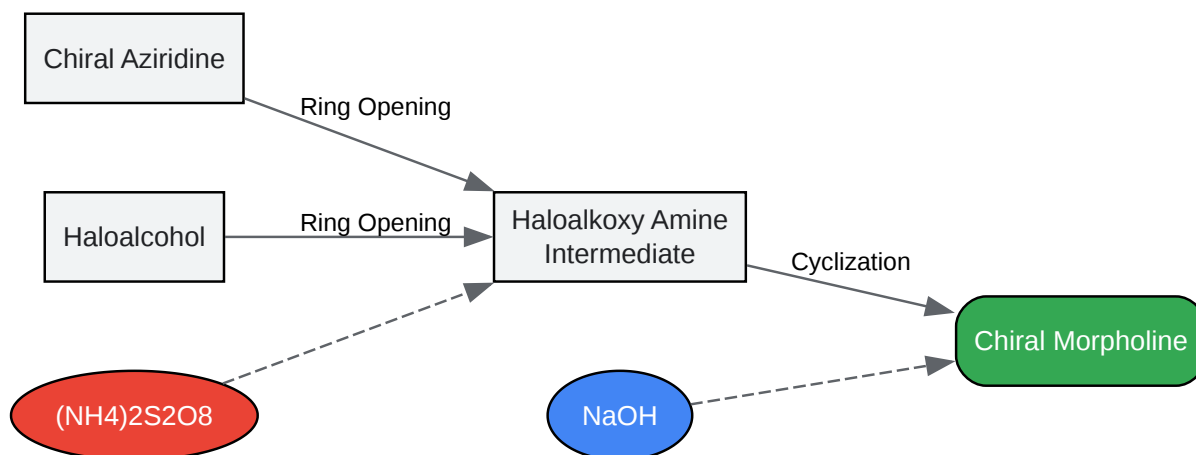 Chiral Aziridine
Ring Opening
Haloalcohol
Ring Opening
Haloalkoxy Amine
Intermediate
Cyclization
Chiral Morpholine
(NH4)2S2O8
NaOH